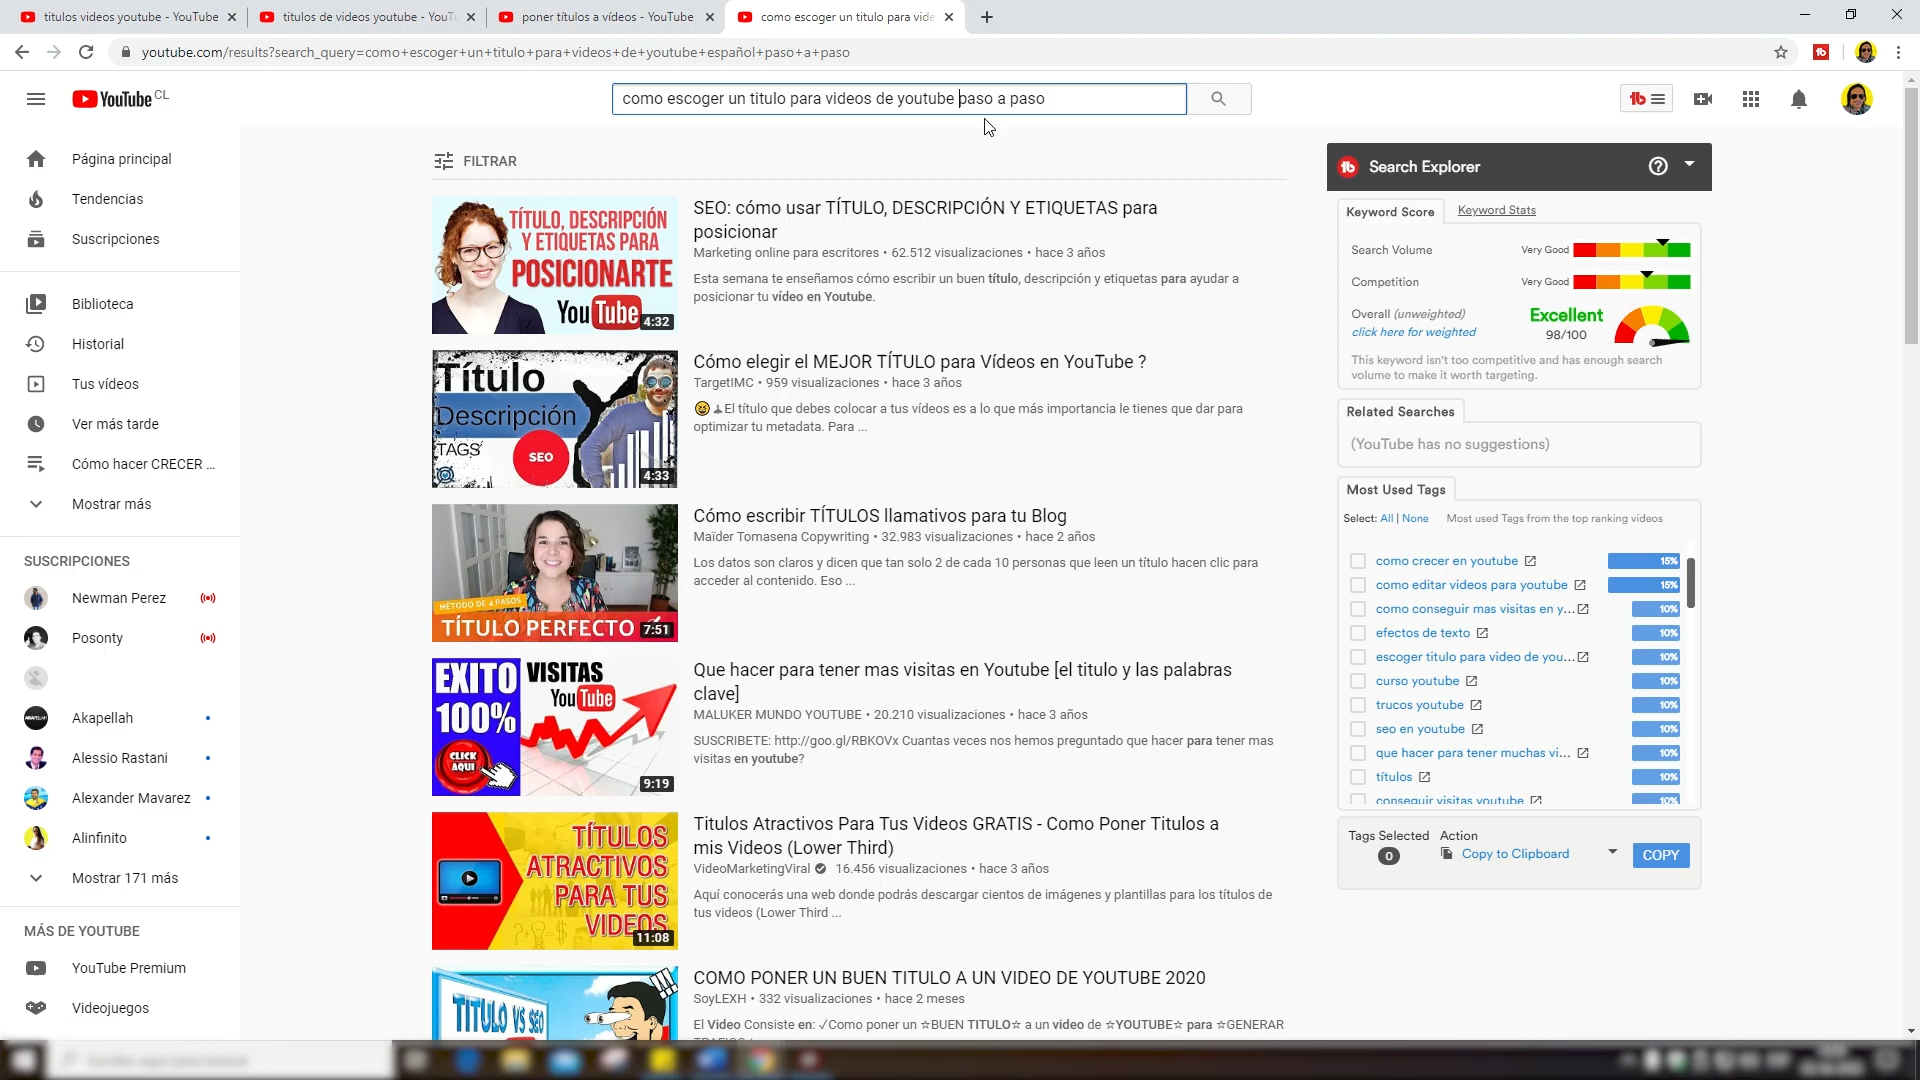 titulos videos youtube - YouTube
titulos de videos youtube - YouTu
poner títulos a vídeos - YouTube
como escoger un titulo para vide
youtube.com/results?search_query=como+escoger+un+titulo+para+videos+de+youtube+español+paso+a+paso
YouTube CL
como escoger un titulo para videos de youtube paso a paso
Página principal
Tendencias
Suscripciones
Biblioteca
Historial
Tus vídeos
Ver más tarde
Cómo hacer CRECER ...
Mostrar más
SUSCRIPCIONES
Newman Perez
Posonty
Akapellah
Alessio Rastani
Alexander Mavarez
Alinfinito
Mostrar 171 más
MÁS DE YOUTUBE
YouTube Premium
Videojuegos
FILTRAR
TÍTULO, DESCRIPCIÓN
Y ETIQUETAS PARA
POSICIONARTE
YouTube
4:32
SEO: cómo usar TÍTULO, DESCRIPCIÓN Y ETIQUETAS para
posicionar
Marketing online para escritores • 62.512 visualizaciones • hace 3 años
Esta semana te enseñamos cómo escribir un buen título, descripción y etiquetas para ayudar a
posicionar tu vídeo en Youtube.
Título
Descripción
TAGS
SEO
4:33
Cómo elegir el MEJOR TÍTULO para Vídeos en YouTube ?
TargetIMC • 959 visualizaciones • hace 3 años
El título que debes colocar a tus vídeos es a lo que más importancia le tienes que dar para
optimizar tu metadata. Para ...
MÉTODO DE 4 PASOS
TÍTULO PERFECTO
7:51
Cómo escribir TÍTULOS llamativos para tu Blog
Maïder Tomasena Copywriting • 32.983 visualizaciones • hace 2 años
Los datos son claros y dicen que tan solo 2 de cada 10 personas que leen un título hacen clic para
acceder al contenido. Eso ...
EXITO
100%
CLICK
AQUI
VISITAS
YouTube
9:19
Que hacer para tener mas visitas en Youtube [el titulo y las palabras
clave]
MALUKER MUNDO YOUTUBE • 20.210 visualizaciones • hace 3 años
SUSCRIBETE: http://goo.gl/RBKOVx Cuantas veces nos hemos preguntado que hacer para tener mas
visitas en youtube?
TÍTULOS
ATRACTIVOS
PARA TUS
VIDEOS
11:08
Titulos Atractivos Para Tus Videos GRATIS - Como Poner Titulos a
mis Videos (Lower Third)
VideoMarketingViral 16.456 visualizaciones • hace 3 años
Aquí conocerás una web donde podrás descargar cientos de imágenes y plantillas para los títulos de
tus videos (Lower Third ...
TITULO VS SEO
COMO PONER UN BUEN TITULO A UN VIDEO DE YOUTUBE 2020
SoyLEXH • 332 visualizaciones • hace 2 meses
El Video Consiste en: ✓Como poner un ☆BUEN TITULO☆ a un video de ☆YOUTUBE☆ para ☆GENERAR
Search Explorer
Keyword Score
Keyword Stats
Search Volume Very Good
Competition Very Good
Overall (unweighted)
click here for weighted
Excellent
98/100
This keyword isn't too competitive and has enough search
volume to make it worth targeting.
Related Searches
(YouTube has no suggestions)
Most Used Tags
Select: All | None Most used Tags from the top ranking videos
como crecer en youtube 15%
como editar videos para youtube 15%
como conseguir mas visitas en y... 10%
efectos de texto 10%
escoger titulo para video de you... 10%
curso youtube 10%
trucos youtube 10%
seo en youtube 10%
que hacer para tener muchas vi... 10%
títulos 10%
conseguir visitas youtube 10%
Tags Selected
0
Action
Copy to Clipboard
COPY